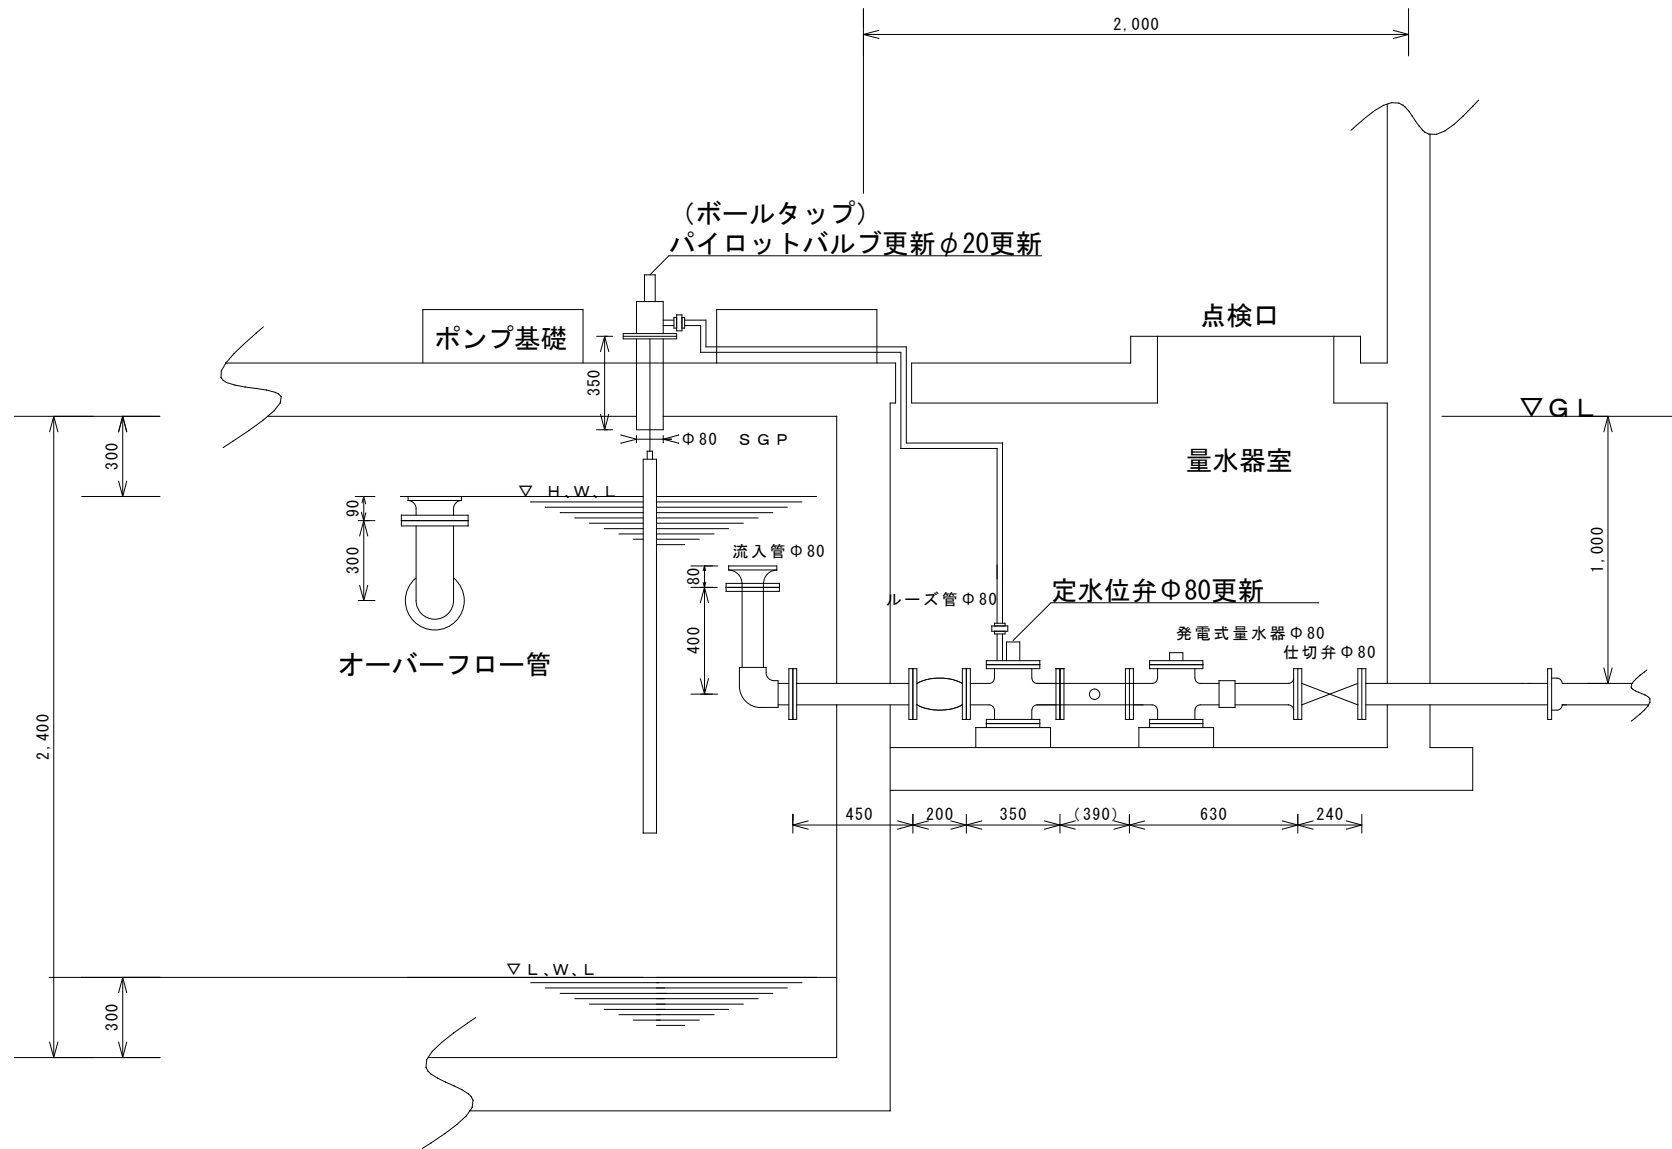 2,000
（ボールタップ）
パイロットバルブ更新φ20更新
点検口
ポンプ基礎
350
▽ＧＬ
Φ80 ＳＧＰ
300
量水器室
▽ Ｈ、Ｗ、Ｌ
90
300
1,000
流入管Φ80
80
ルーズ管Φ80
定水位弁Φ80更新
400
発電式量水器Φ80
仕切弁Φ80
オーバーフロー管
2,400
450
200
350
(390)
630
240
▽Ｌ、Ｗ、Ｌ
300